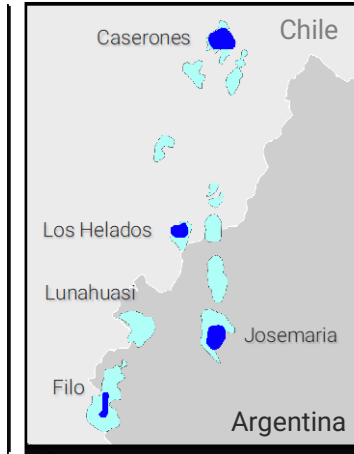 Chile
Caserones
Los Helados
Lunahuasi
Josemaria
Filo
Argentina